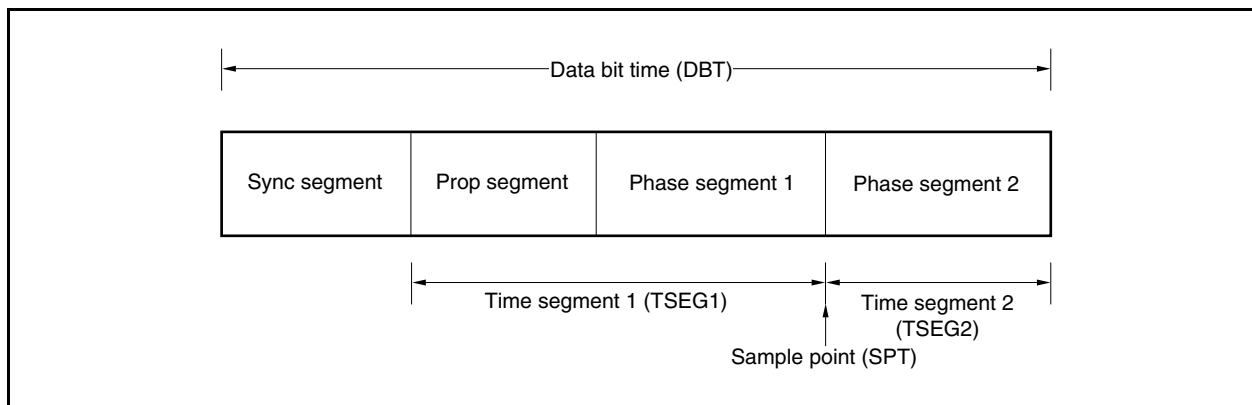 Data bit time (DBT)
Sync segment
Prop segment
Phase segment 1
Phase segment 2
Time segment 1 (TSEG1)
Time segment 2
(TSEG2)
Sample point (SPT)